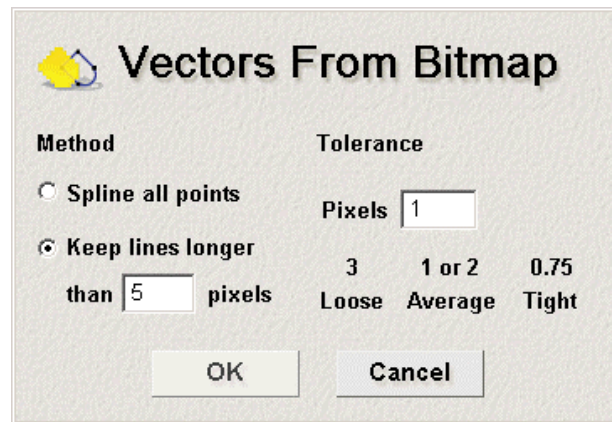 Vectors From Bitmap
Method
Spline all points
Keep lines longer
than 5 pixels
Tolerance
Pixels 1
3 1 or 2 0.75
Loose Average Tight
OK Cancel